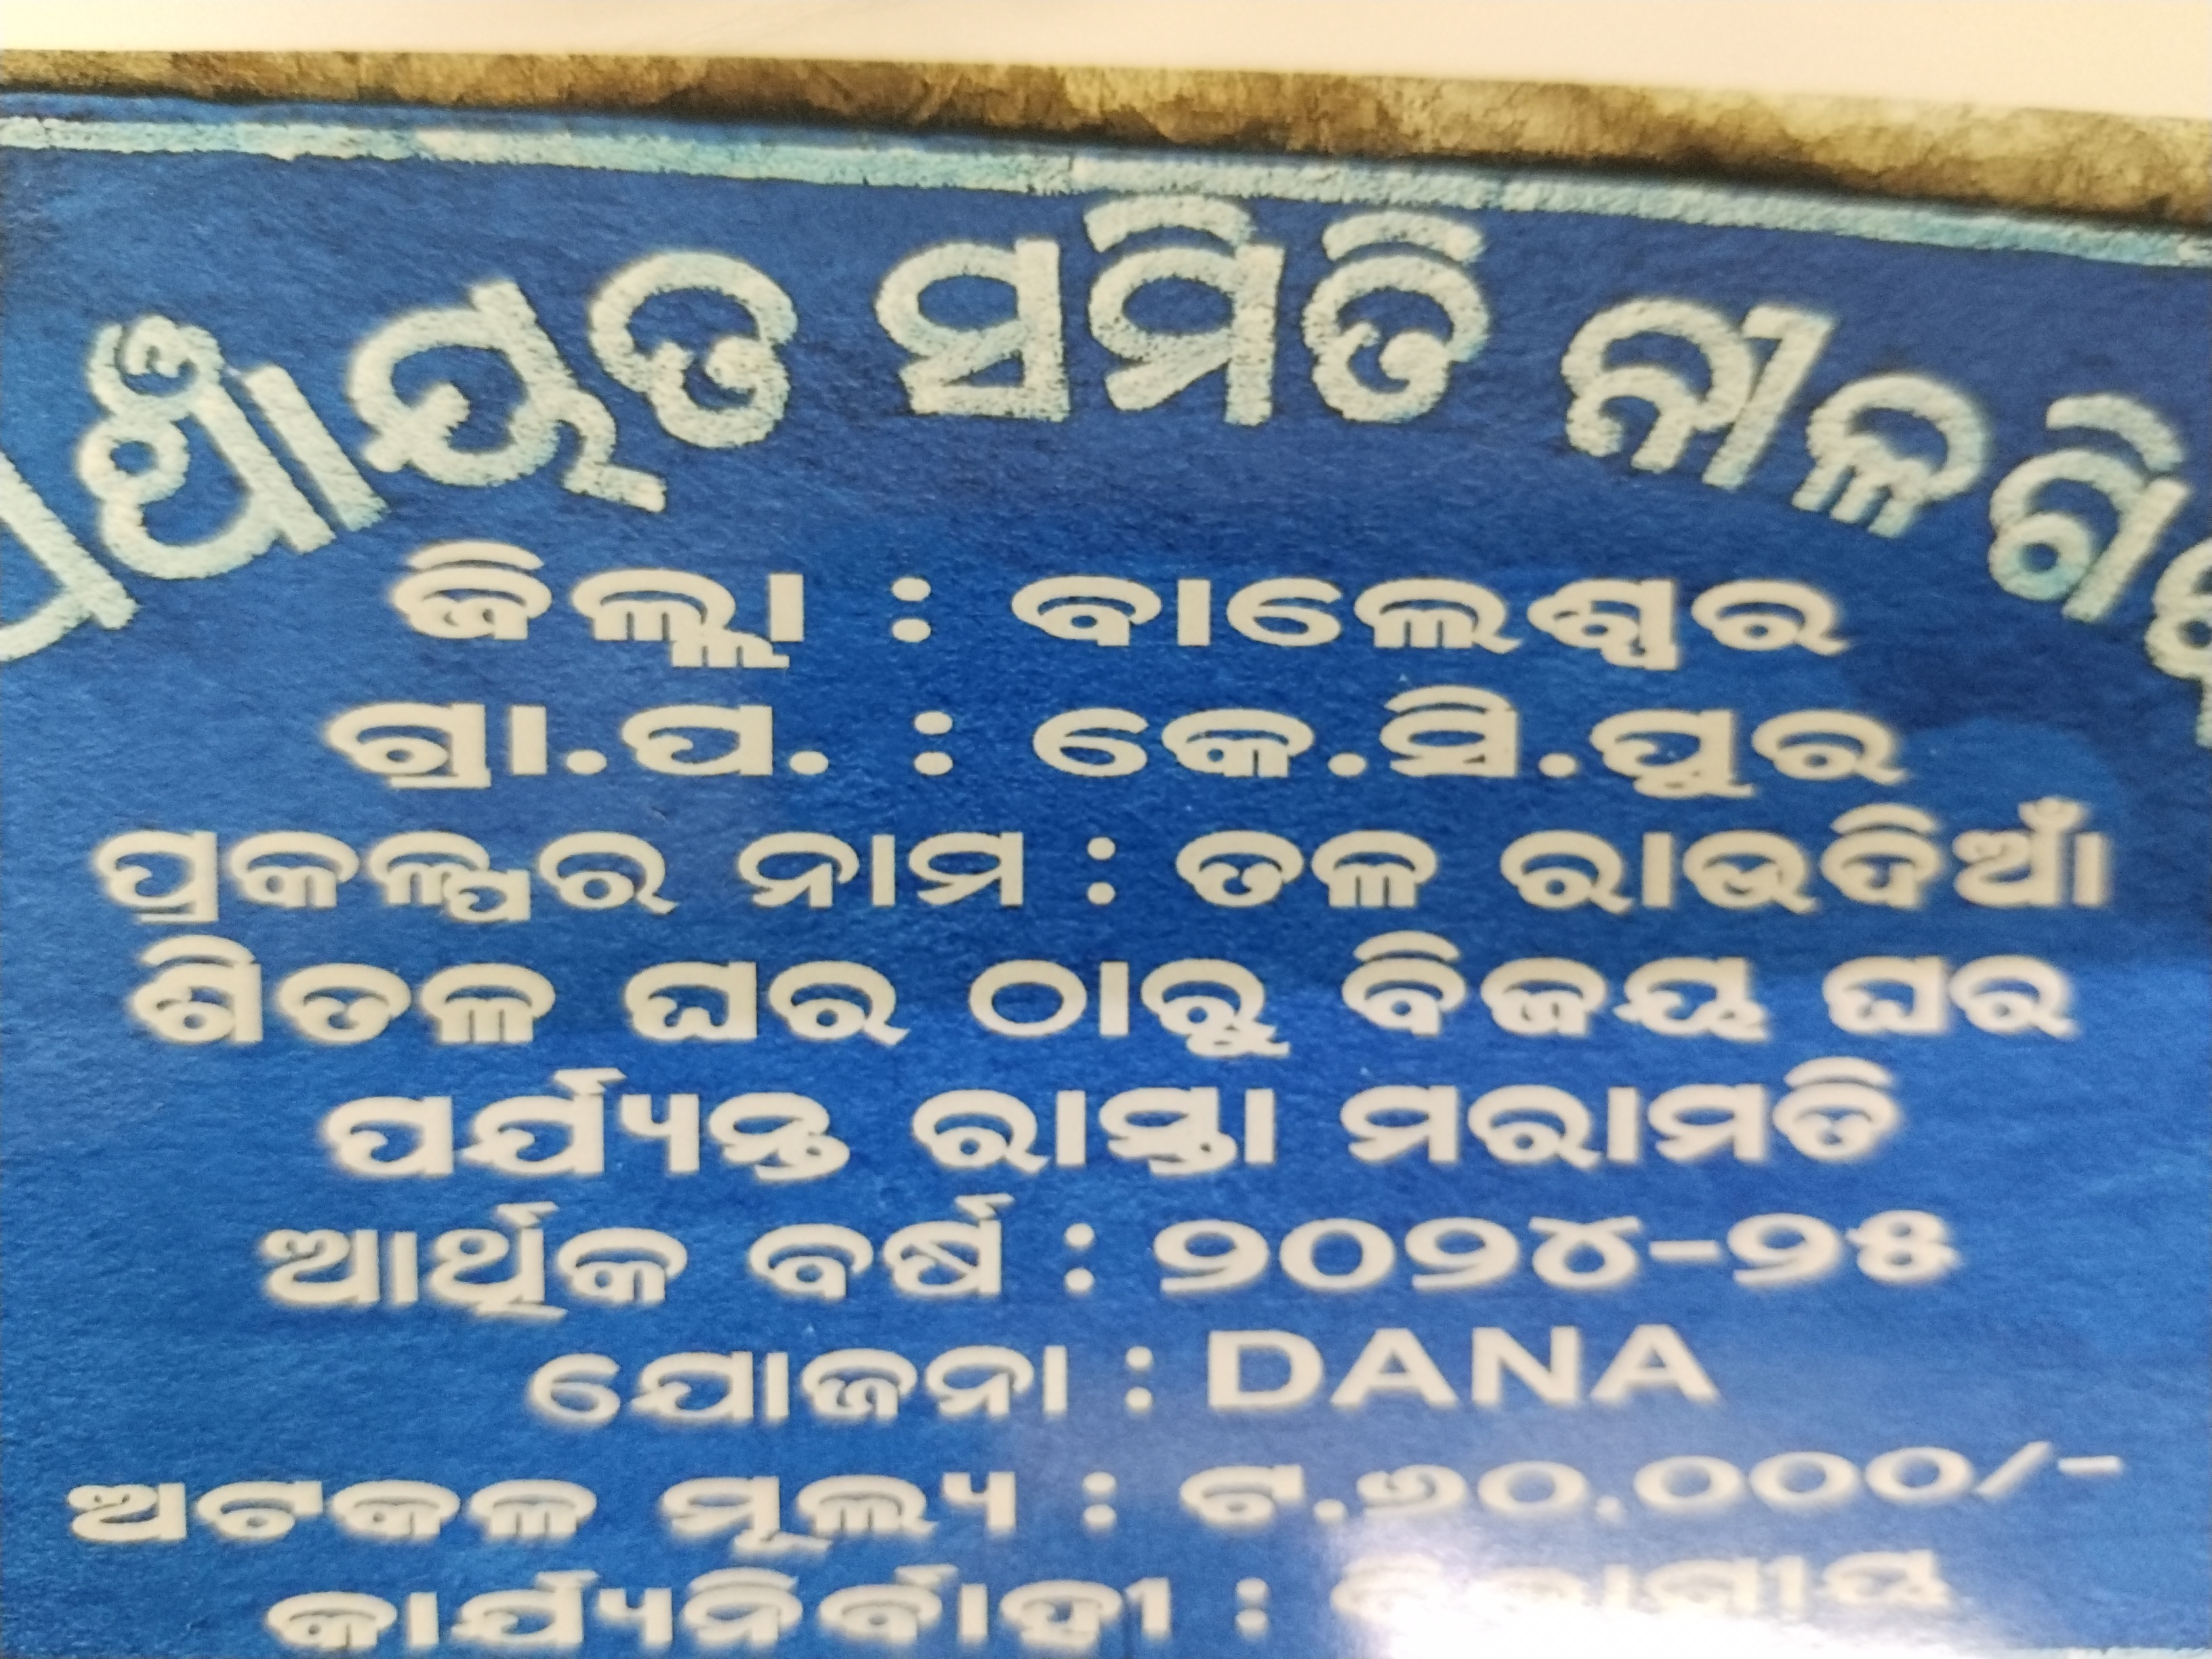 ପଞ୍ଚାୟତ ସମିତି ନୀଳଗିରି
ଜିଲ୍ଲା : ବାଲେଶ୍ୱର
ଗ୍ରା.ପ. : କେ.ସି.ପୁର
ପ୍ରକଳ୍ପର ନାମ : ତଳ ରାଉଦିଆଁ
ଶିତଳ ଘର ଠାରୁ ବିଜୟ ଘର
ପର୍ଯ୍ୟନ୍ତ ରାସ୍ତା ମରାମତି
ଆର୍ଥିକ ବର୍ଷ : ୨୦୨୪-୨୫
ଯୋଜନା : DANA
ଅଟକଳ ମୂଲ୍ୟ : ଟ.୬୦,୦୦୦/-
କାର୍ଯ୍ୟନିର୍ବାହୀ : ବିଭାଗୀୟ